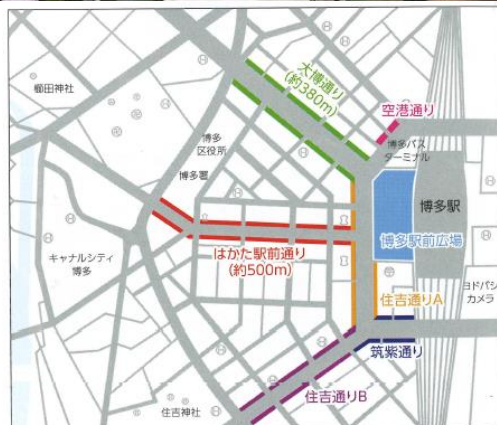 大博通り
(約380m)
空港通り
櫛田神社
博多
区役所
博多バス
ターミナル
博多署
博多駅
博多駅前広場
はかた駅前通り
(約500m)
キャナルシティ
博多
住吉通りA
ヨドバシ
カメラ
筑紫通り
住吉通りB
住吉神社